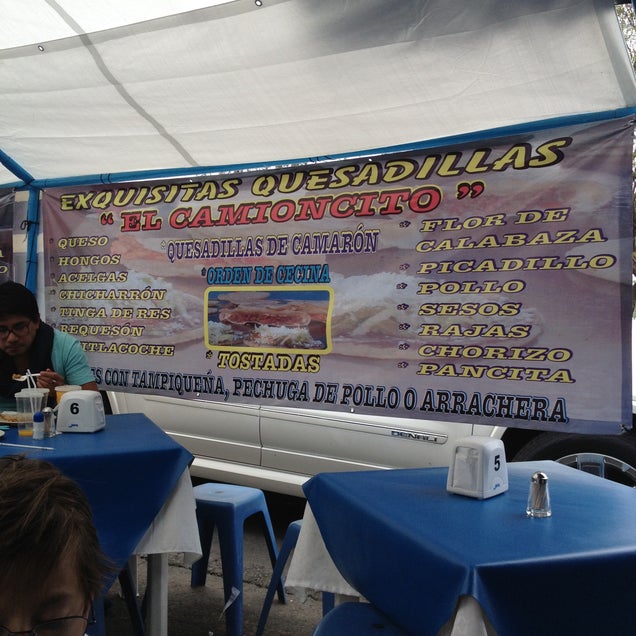 EXQUISITAS QUESADILLAS
"EL CAMIONCITO"
QUESO
HONGOS
ACELGAS
CHICHARRÓN
TINGA DE RES
REQUESÓN
*QUESADILLAS DE CAMARÓN
*ORDEN DE CECINA
* TOSTADAS
FLOR DE
CALABAZA
PICADILLO
POLLO
SESOS
RAJAS
CHORIZO
PANCITA
CON TAMPIQUEÑA, PECHUGA DE POLLO O ARRACHERA
DENALI
6
5